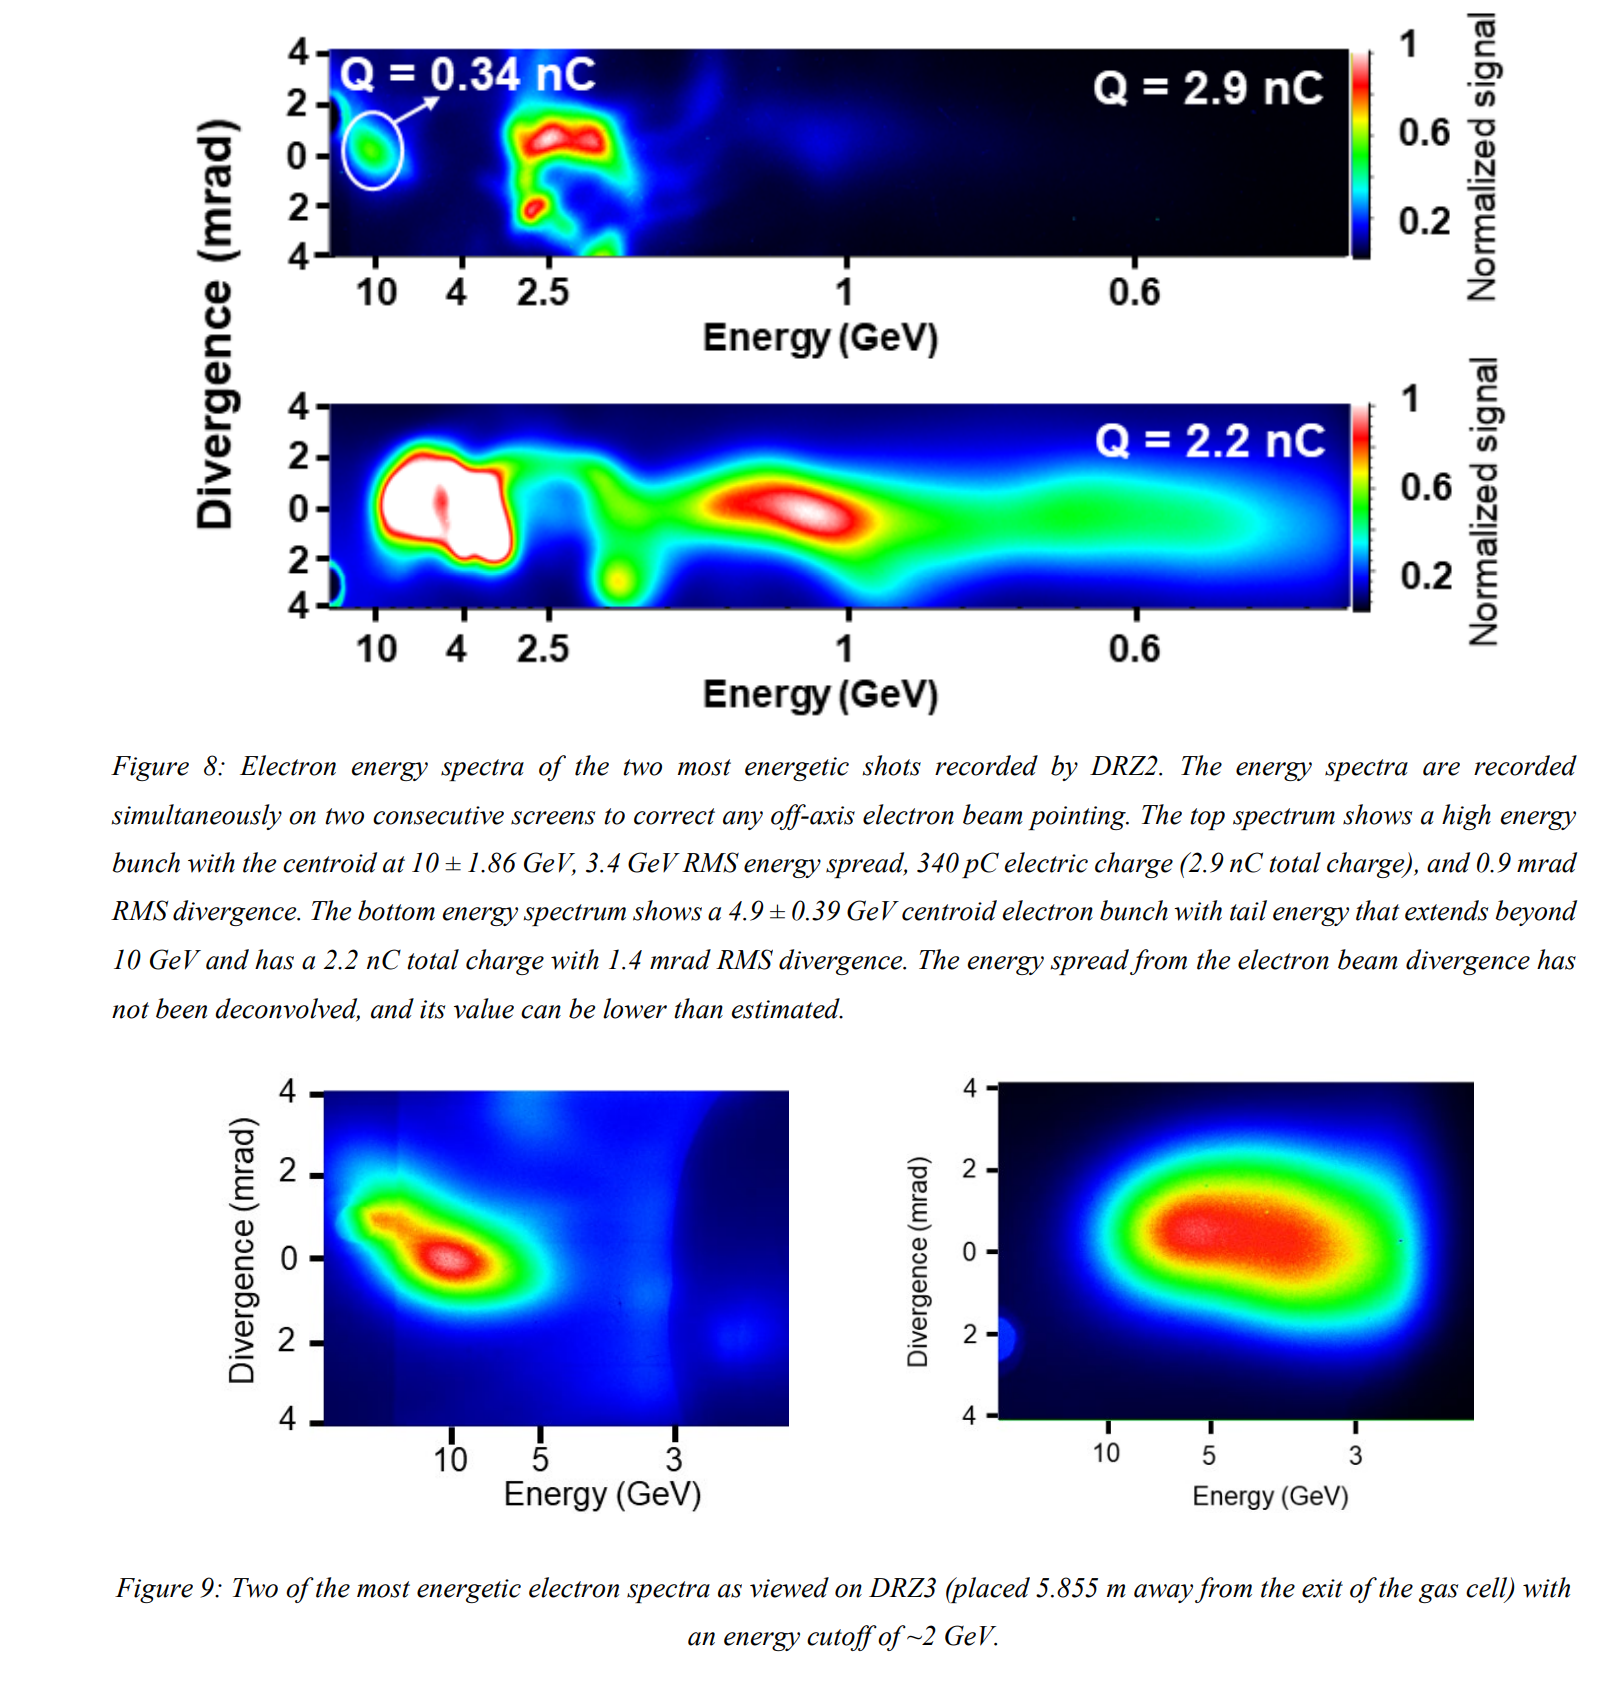 4
Q = 0.34 nC
Q = 2.9 nC
2
0
2
4
10 4 2.5 1 0.6
Energy (GeV)
1
0.6
0.2
Normalized signal
Divergence (mrad)
4
Q = 2.2 nC
2
0
2
4
10 4 2.5 1 0.6
Energy (GeV)
1
0.6
0.2
Normalized signal
Figure 8: Electron energy spectra of the two most energetic shots recorded by DRZ2. The energy spectra are recorded
simultaneously on two consecutive screens to correct any off-axis electron beam pointing. The top spectrum shows a high energy
bunch with the centroid at 10 ± 1.86 GeV, 3.4 GeV RMS energy spread, 340 pC electric charge (2.9 nC total charge), and 0.9 mrad
RMS divergence. The bottom energy spectrum shows a 4.9 ± 0.39 GeV centroid electron bunch with tail energy that extends beyond
10 GeV and has a 2.2 nC total charge with 1.4 mrad RMS divergence. The energy spread from the electron beam divergence has
not been deconvolved, and its value can be lower than estimated.
4
2
0
2
4
Divergence (mrad)
10 5 3
Energy (GeV)
4
2
0
2
4
Divergence (mrad)
10 5 3
Energy (GeV)
Figure 9: Two of the most energetic electron spectra as viewed on DRZ3 (placed 5.855 m away from the exit of the gas cell) with
an energy cutoff of ~2 GeV.